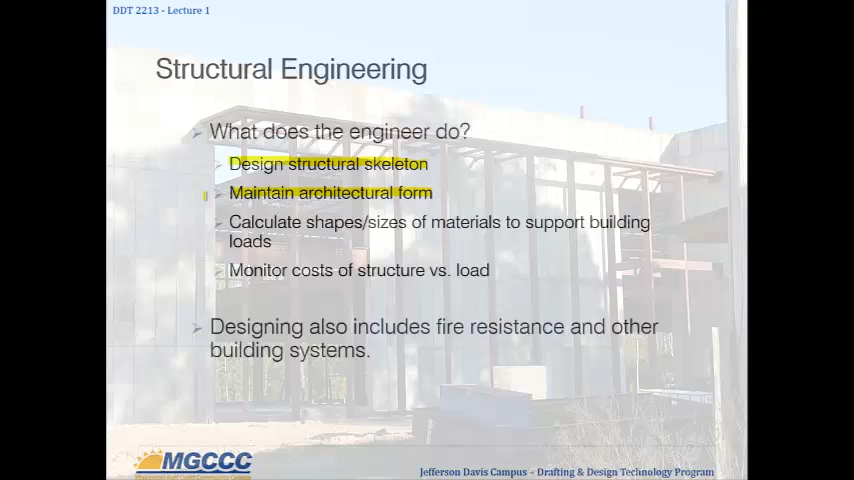 DDT 2213 - Lecture 1
Structural Engineering
What does the engineer do?
Design structural skeleton
Maintain architectural form
Calculate shapes/sizes of materials to support building
loads
Monitor costs of structure vs. load
Designing also includes fire resistance and other
building systems.
MGCCC
Jefferson Davis Campus – Drafting & Design Technology Program